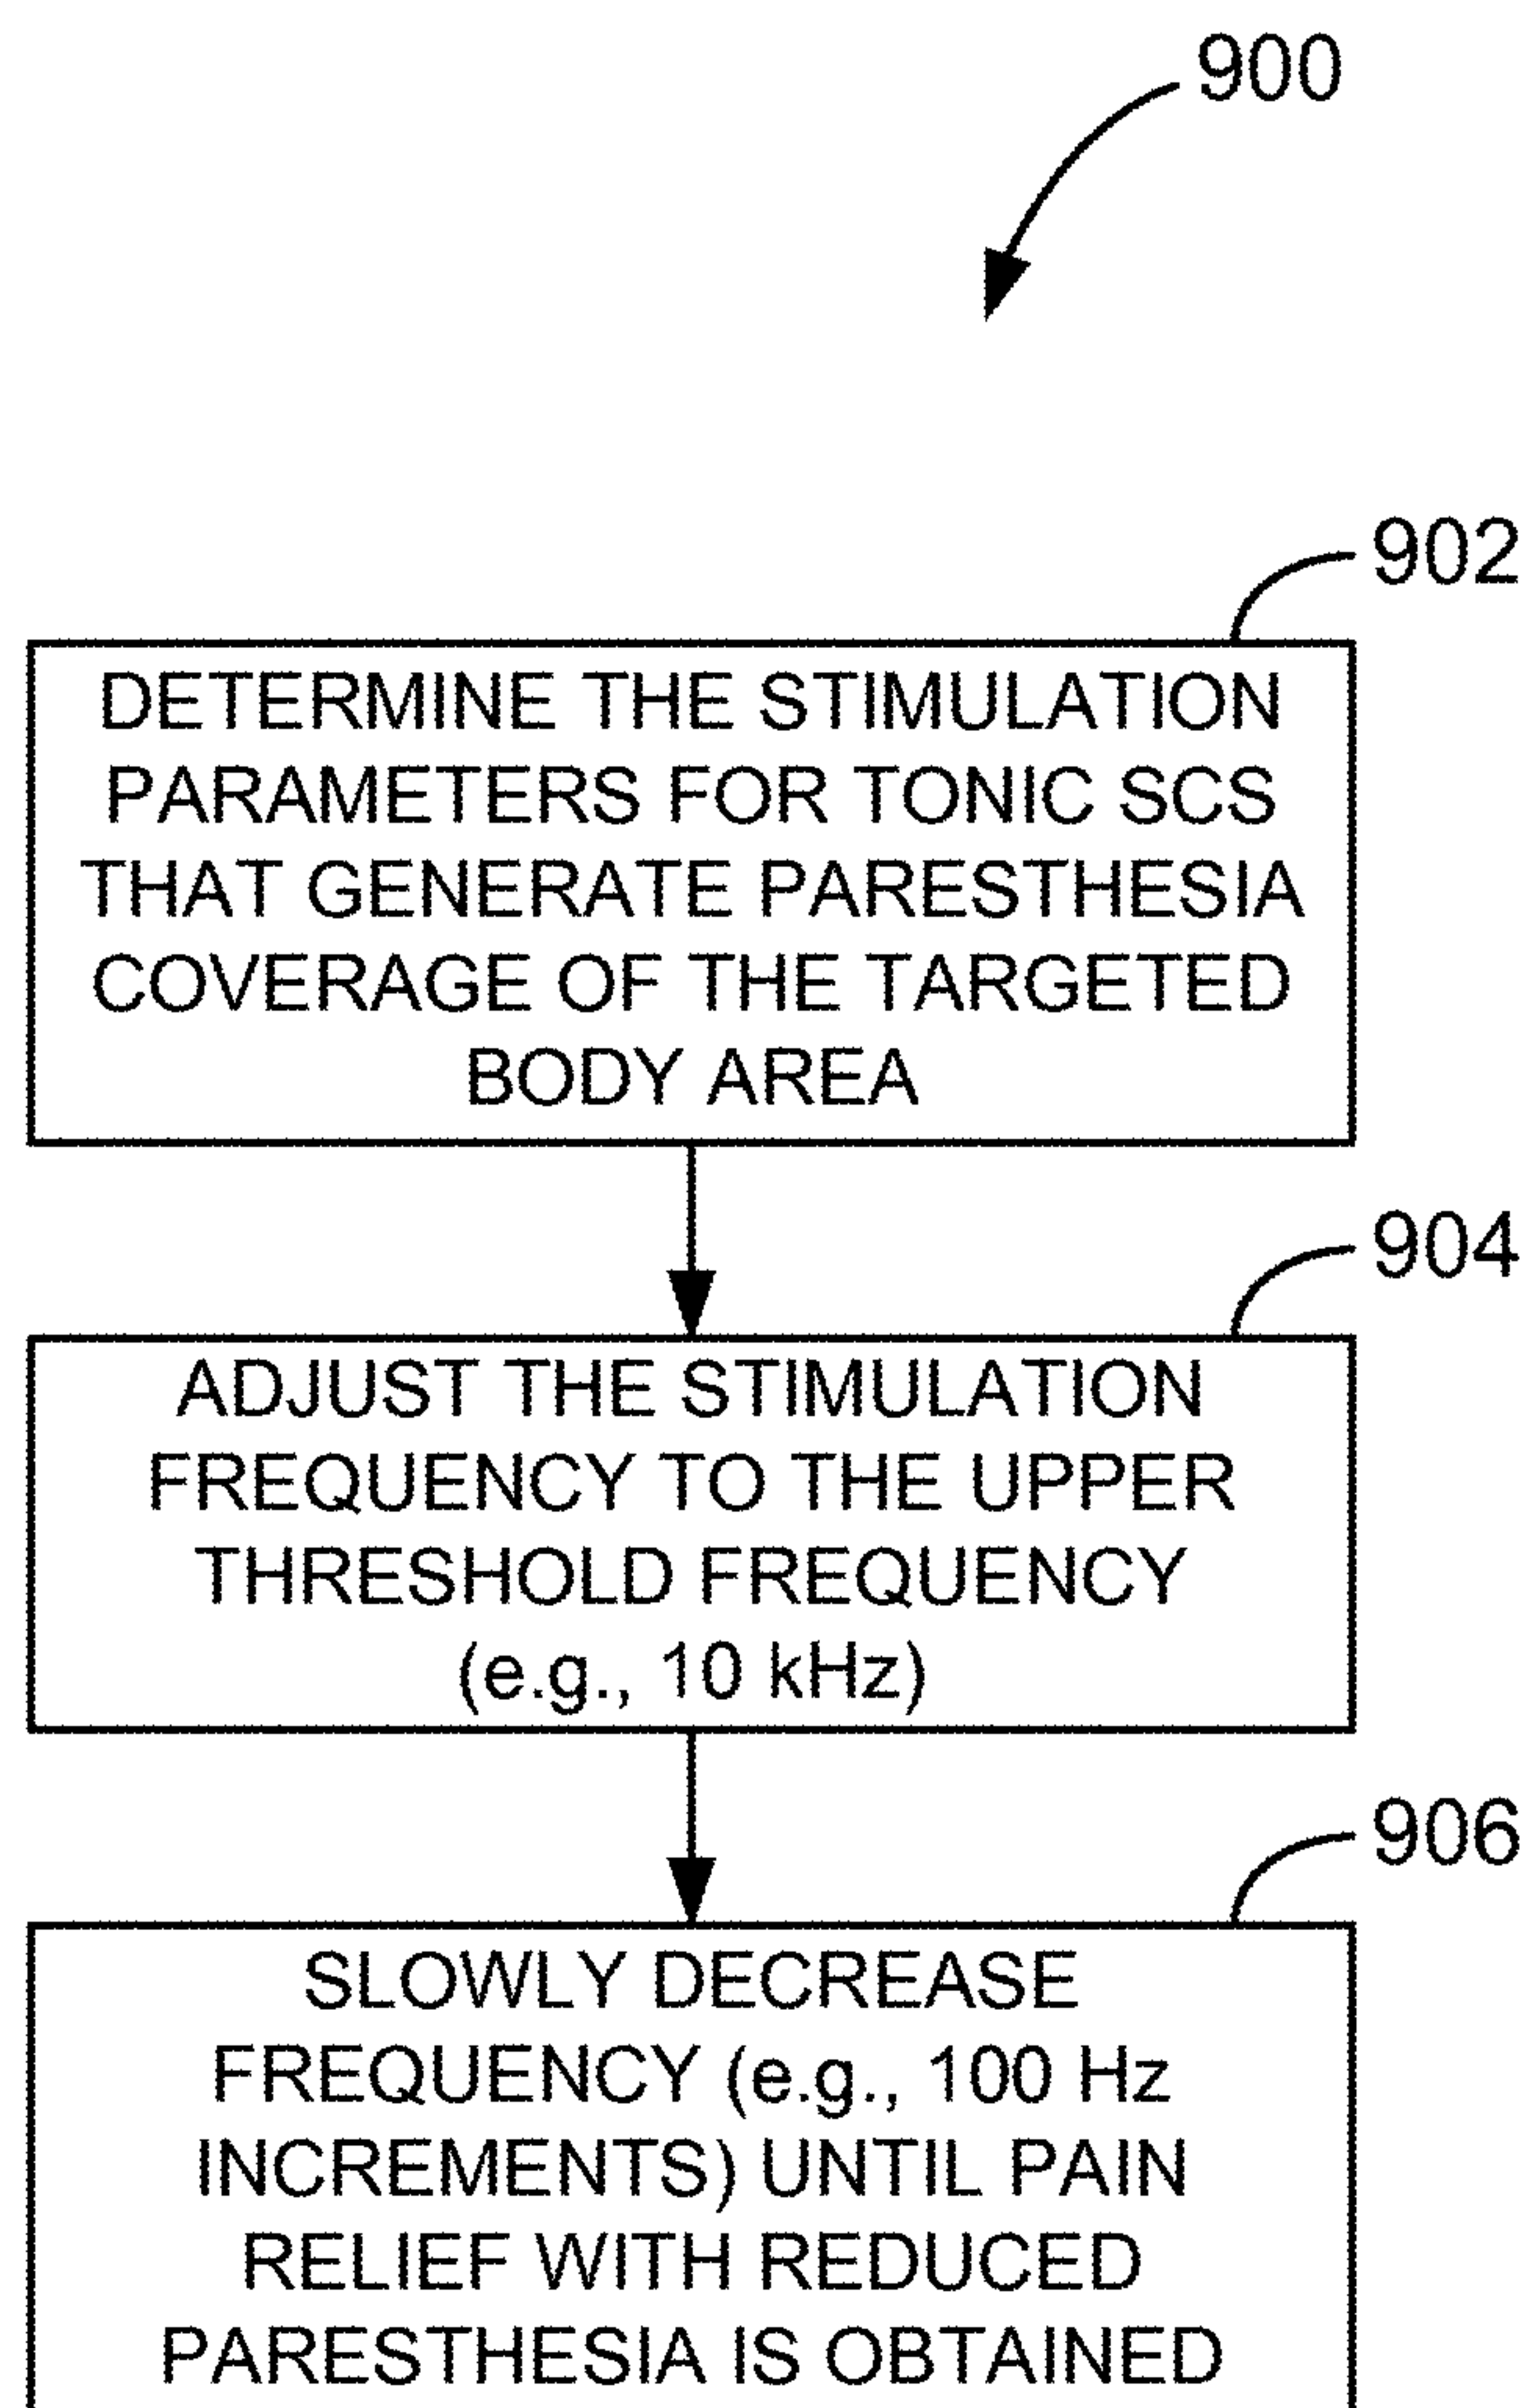 900
902
DETERMINE THE STIMULATION
PARAMETERS FOR TONIC SCS
THAT GENERATE PARESTHESIA
COVERAGE OF THE TARGETED
BODY AREA
904
ADJUST THE STIMULATION
FREQUENCY TO THE UPPER
THRESHOLD FREQUENCY
(e.g., 10 kHz)
906
SLOWLY DECREASE
FREQUENCY (e.g., 100 Hz
INCREMENTS) UNTIL PAIN
RELIEF WITH REDUCED
PARESTHESIA IS OBTAINED